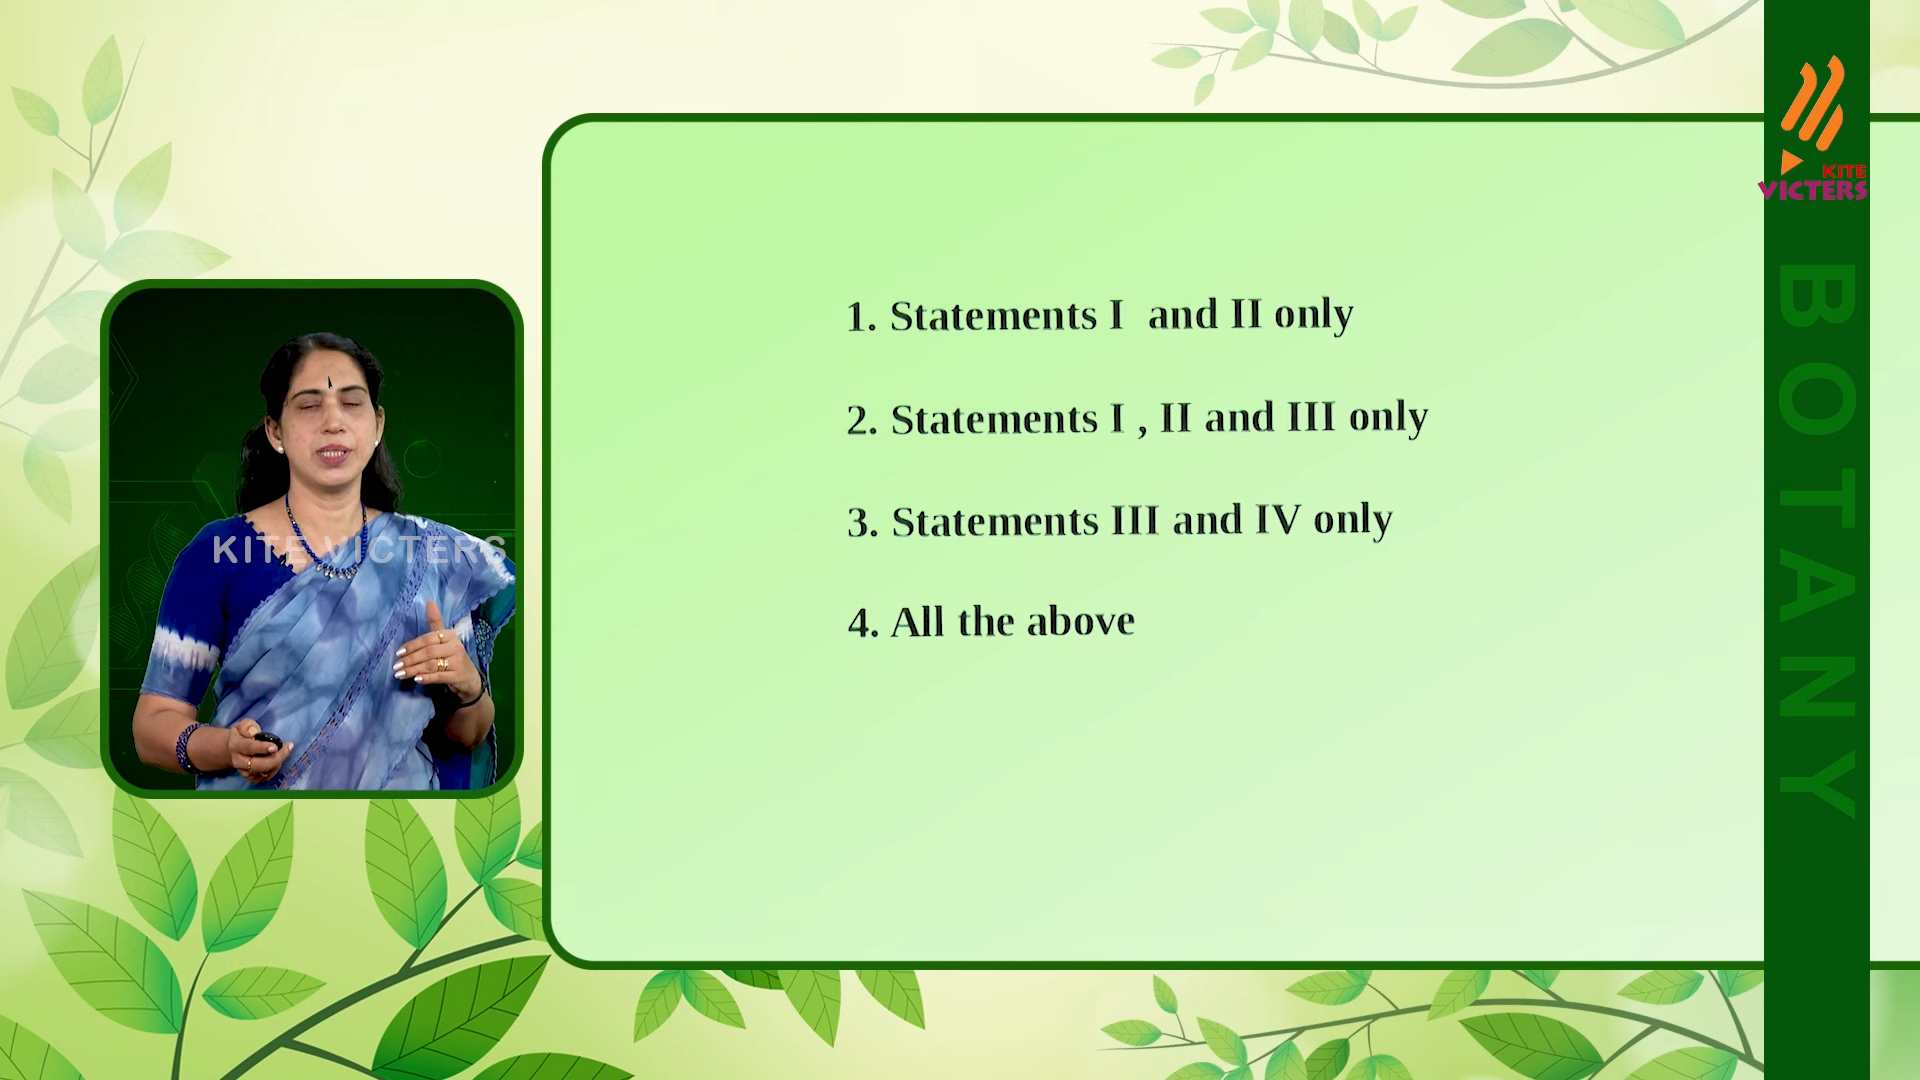 1. Statements I and II only
2. Statements I , II and III only
3. Statements III and IV only
4. All the above
KITE VICTERS
KITE
VICTERS
BOTANY